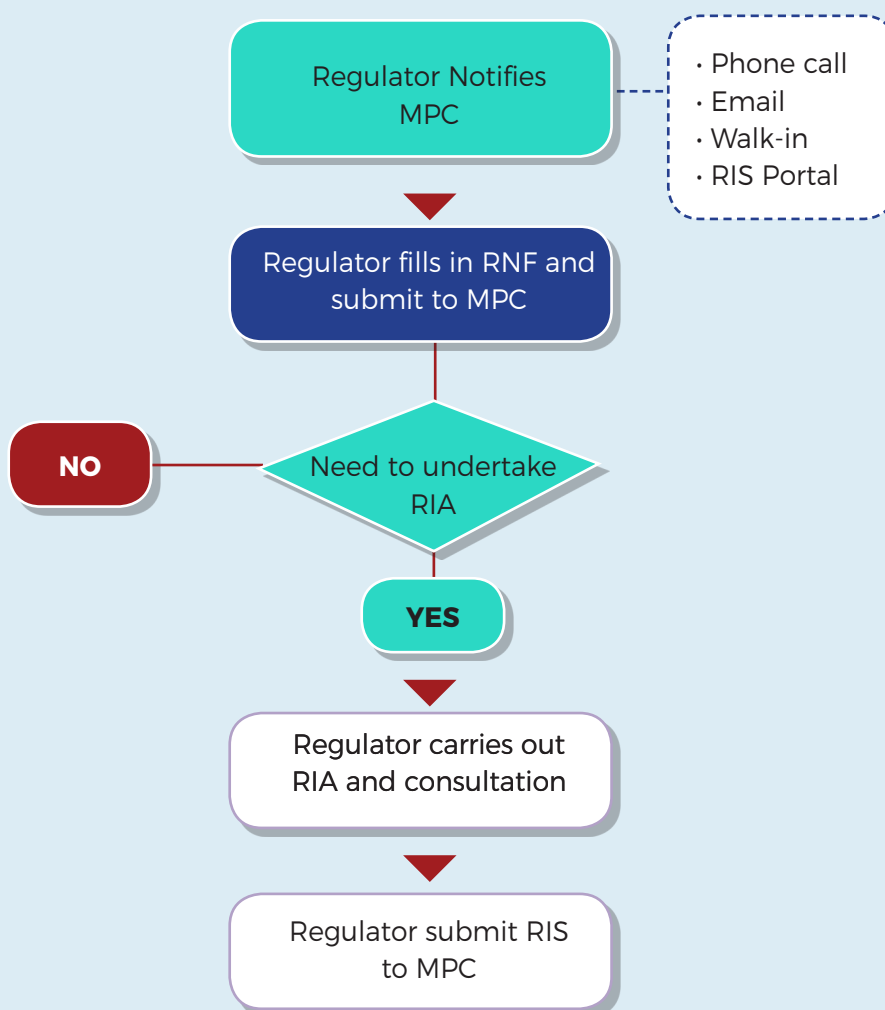 Regulator Notifies
MPC
· Phone call
· Email
· Walk-in
· RIS Portal
Regulator fills in RNF and
submit to MPC
NO
Need to undertake
RIA
YES
Regulator carries out
RIA and consultation
Regulator submit RIS
to MPC